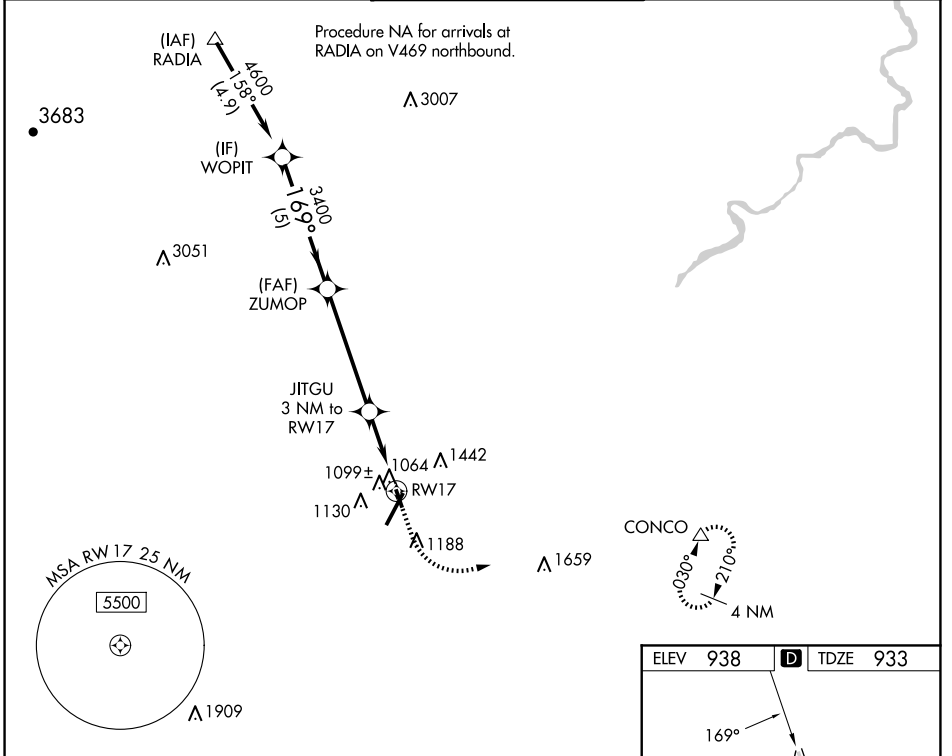 (IAF)
RADIA
Procedure NA for arrivals at
RADIA on V469 northbound.
4600
158°
(4.9)
3007
3683
(IF)
WOPIT
3400
169°
(5)
3051
(FAF)
ZUMOP
JITGU
3 NM to
RW17
1099±
1064
1442
RW17
1130
1188
1659
CONCO
030°
210°
4 NM
MSA RW17 25 NM
5500
1909
ELEV 938 D TDZE 933
169°